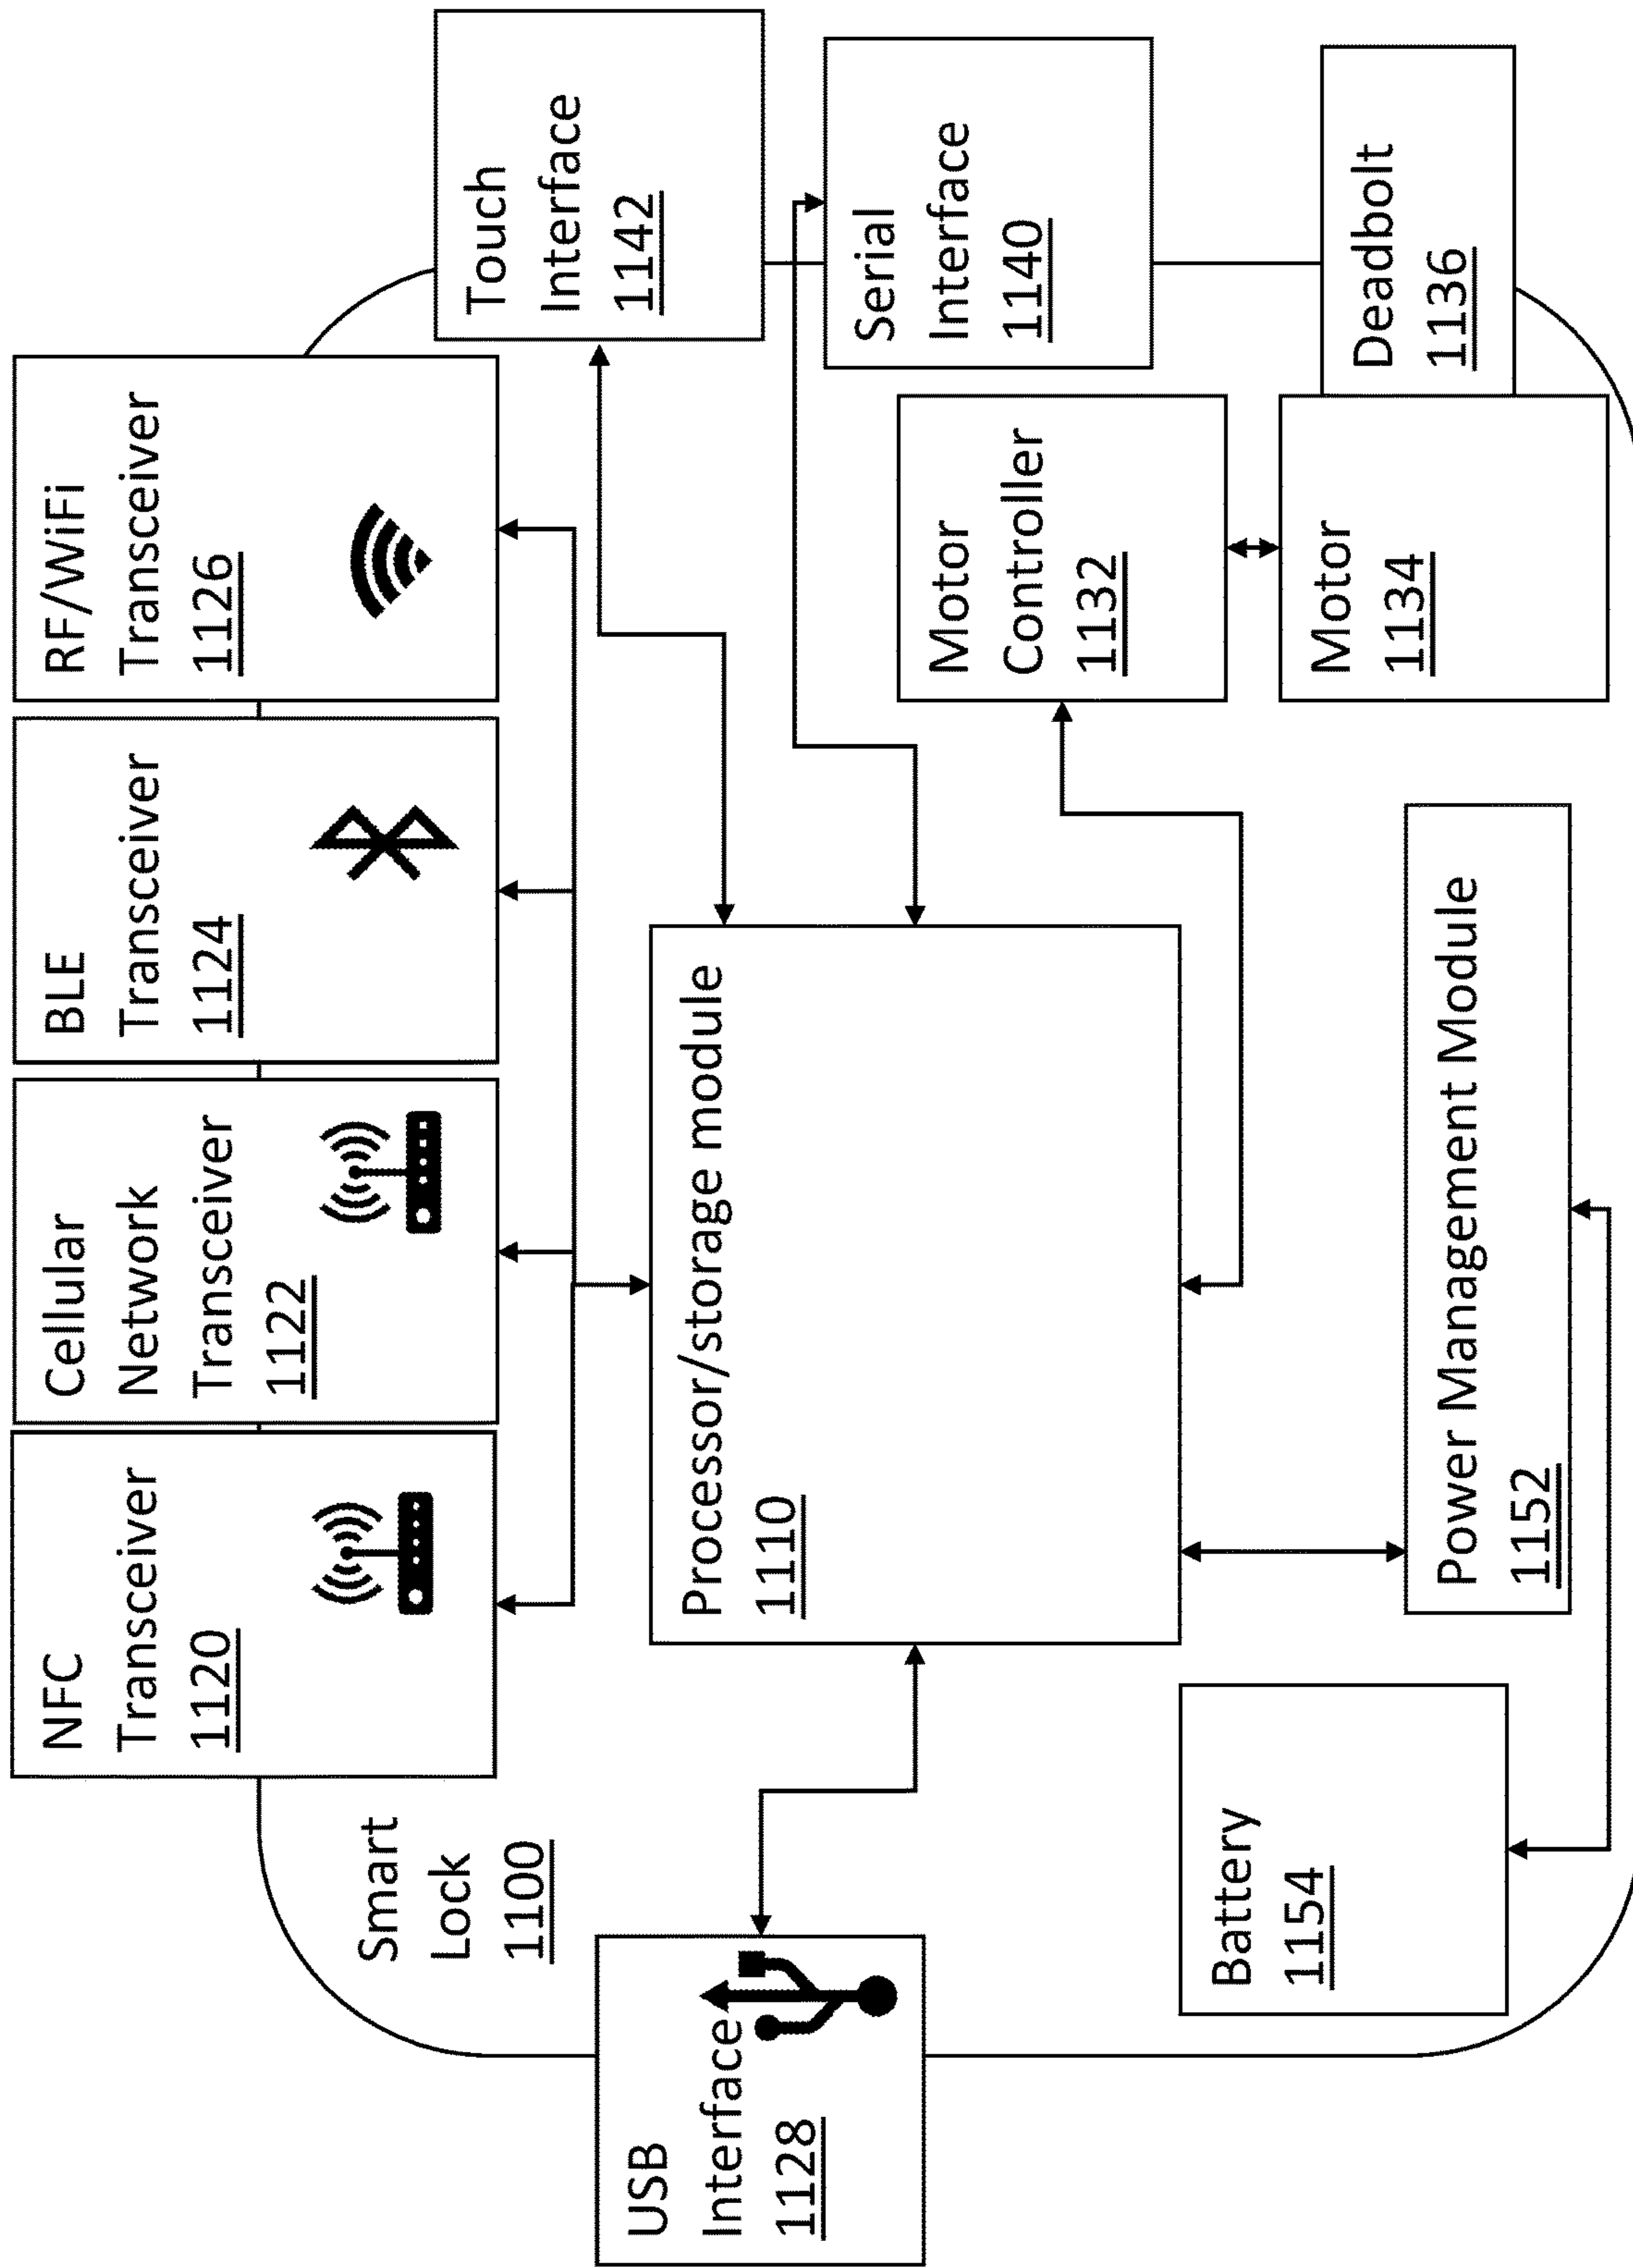 NFC
Transceiver
1120
Cellular
Network
Transceiver
1122
BLE
Transceiver
1124
RF/WiFi
Transceiver
1126
Smart
Lock
1100
Touch
Interface
1142
USB
Interface
1128
Processor/storage module
1110
Serial
Interface
1140
Motor
Controller
1132
Battery
1154
Power Management Module
1152
Motor
1134
Deadbolt
1136